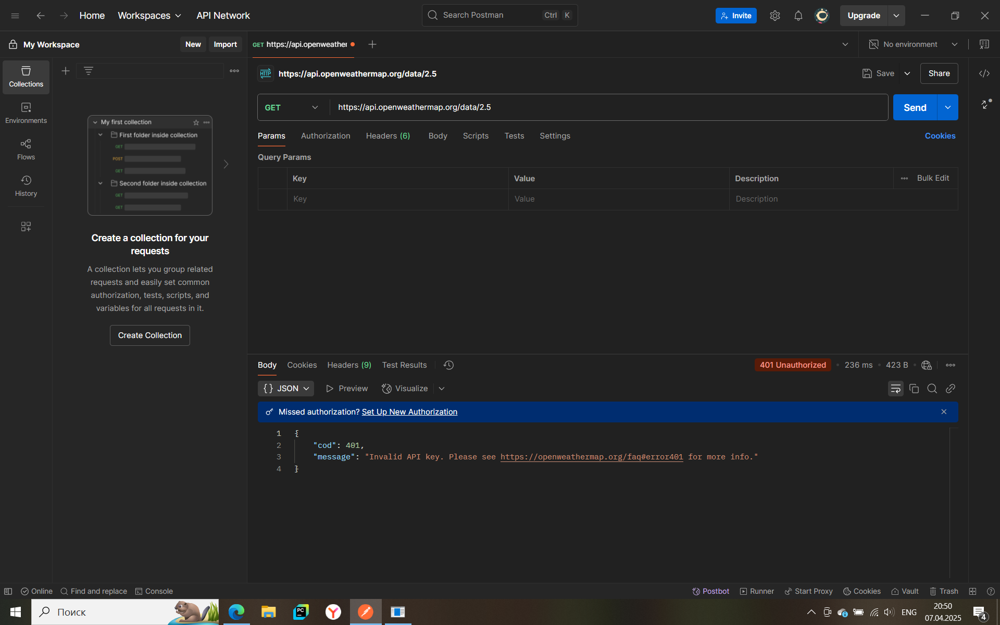 Home Workspaces API Network Search Postman Ctrl K Invite Upgrade
My Workspace New Import GET https://api.openweather No environment
Collections
Environments
Flows
History
My first collection
First folder inside collection
GET
POST
GET
Second folder inside collection
GET
GET
Create a collection for your
requests
A collection lets you group related
requests and easily set common
authorization, tests, scripts, and
variables for all requests in it.
Create Collection
HTTP https://api.openweathermap.org/data/2.5 Save Share
GET https://api.openweathermap.org/data/2.5 Send
Params Authorization Headers (6) Body Scripts Tests Settings Cookies
Query Params
Key Value Description Bulk Edit
Key Value Description
Body Cookies Headers (9) Test Results 401 Unauthorized 236 ms 423 B
{} JSON Preview Visualize
Missed authorization? Set Up New Authorization
1 {
2 "cod": 401,
3 "message": "Invalid API key. Please see https://openweathermap.org/faq#error401 for more info."
4 }
Online Find and replace Console Postbot Runner Start Proxy Cookies Vault Trash
Поиск PC ENG 20:50
07.04.2025 4